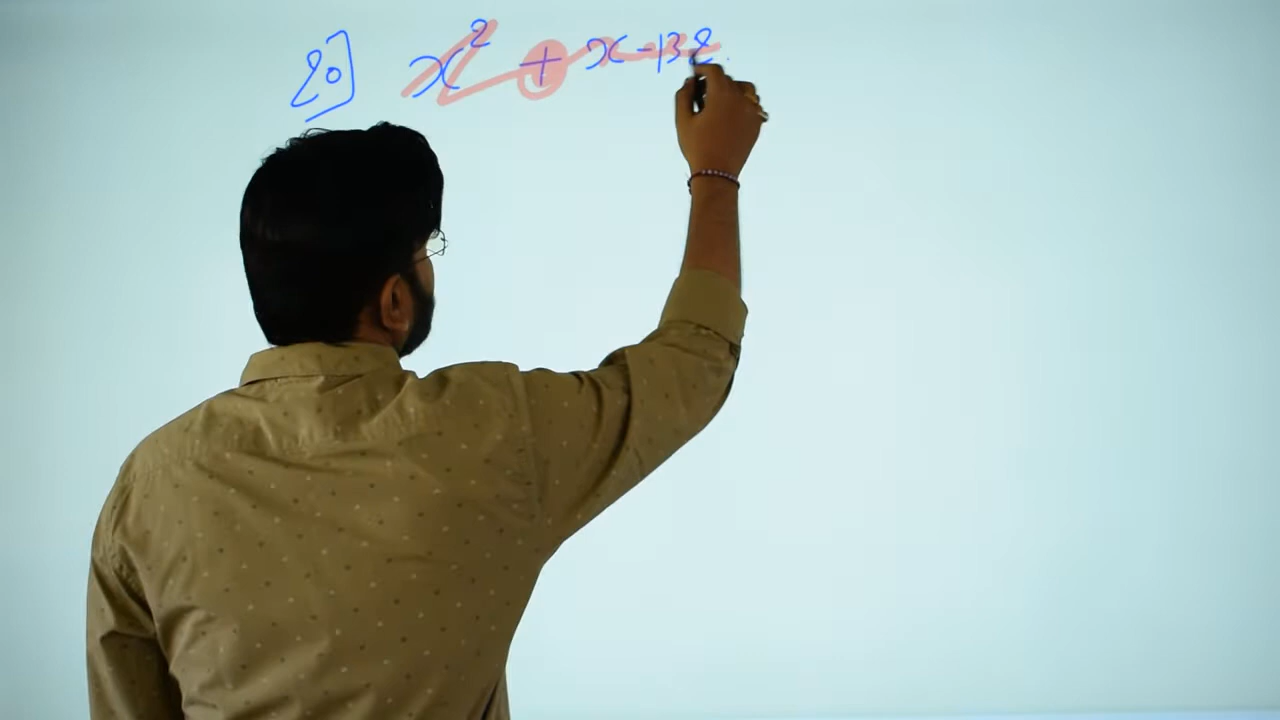 20] x² + x - 132.